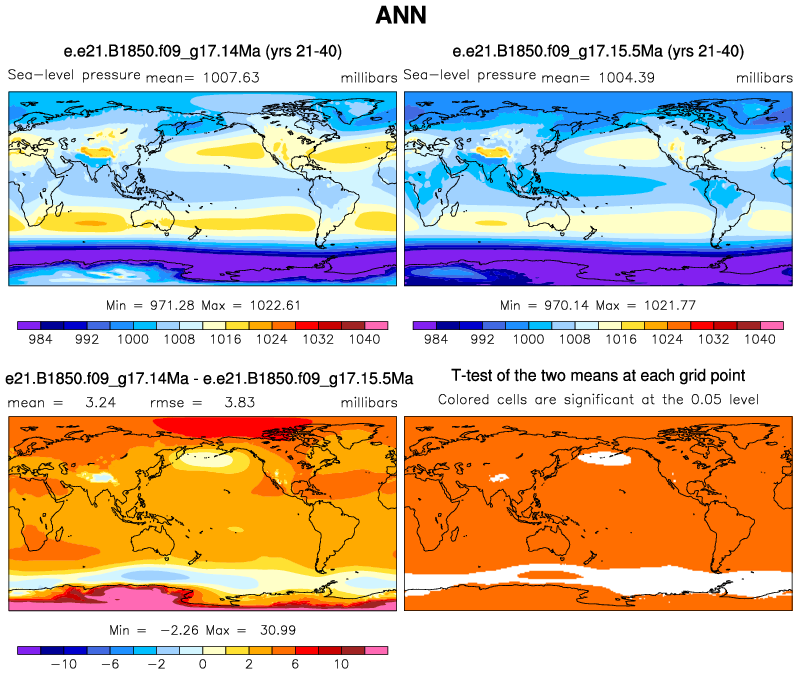 ANN
e.e21.B1850.f09_g17.14Ma (yrs 21-40)
Sea-level pressure mean= 1007.63 millibars
Min = 971.28 Max = 1022.61
984 992 1000 1008 1016 1024 1032 1040
e.e21.B1850.f09_g17.15.5Ma (yrs 21-40)
Sea-level pressure mean= 1004.39 millibars
Min = 970.14 Max = 1021.77
984 992 1000 1008 1016 1024 1032 1040
e21.B1850.f09_g17.14Ma - e.e21.B1850.f09_g17.15.5Ma
mean = 3.24 rmse = 3.83 millibars
Min = -2.26 Max = 30.99
-10 -6 -2 0 2 6 10
T-test of the two means at each grid point
Colored cells are significant at the 0.05 level